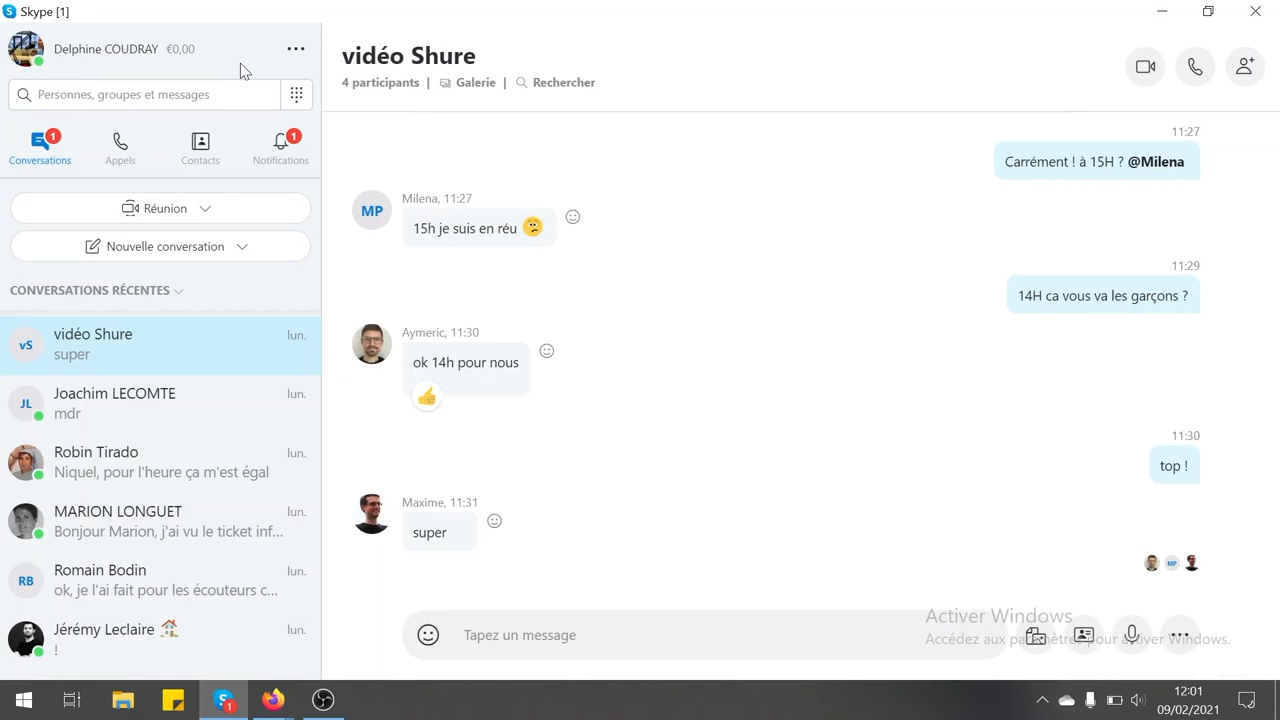 Skype [1]
Delphine COUDRAY €0,00
Personnes, groupes et messages
1
1
Conversations
Appels
Contacts
Notifications
Réunion
Nouvelle conversation
CONVERSATIONS RÉCENTES
vS
vidéo Shure
lun.
super
JL
Joachim LECOMTE
lun.
mdr
Robin Tirado
lun.
Niquel, pour l'heure ça m'est égal
MARION LONGUET
lun.
Bonjour Marion, j'ai vu le ticket inf...
RB
Romain Bodin
lun.
ok, je l'ai fait pour les écouteurs c...
Jérémy Leclaire
lun.
!
vidéo Shure
4 participants | Galerie | Rechercher
11:27
Carrément ! à 15H ? @Milena
MP
Milena, 11:27
15h je suis en réu
11:29
14H ca vous va les garçons ?
Aymeric, 11:30
ok 14h pour nous
11:30
top !
Maxime, 11:31
super
MP
Tapez un message
Activer Windows
Accédez aux paramètres pour activer Windows.
1
12:01
09/02/2021